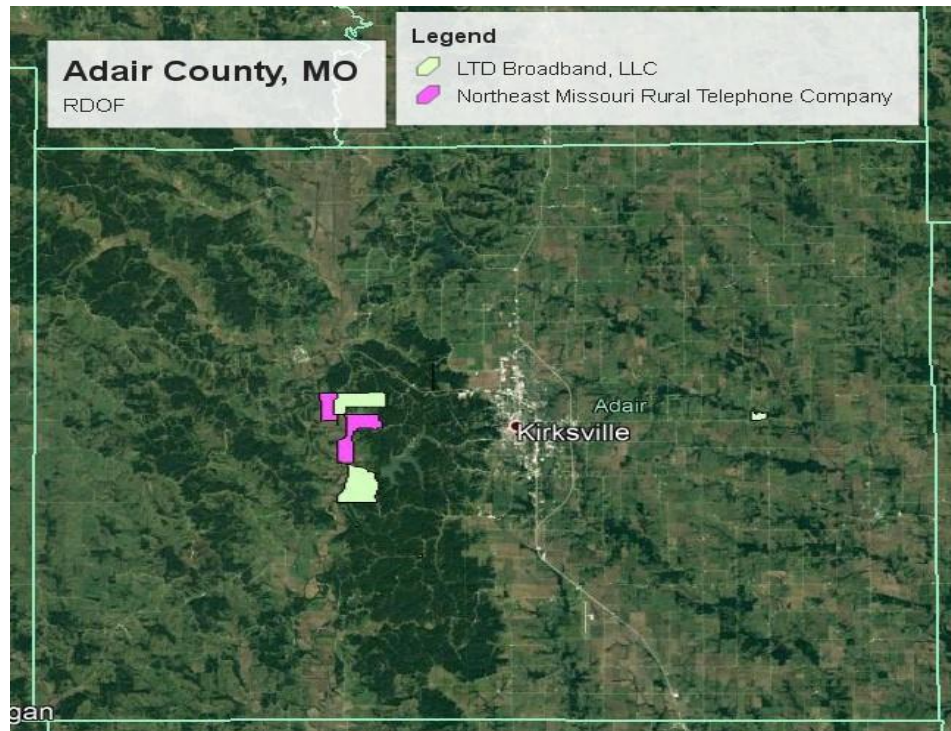 Adair County, MO
RDOF
Legend
LTD Broadband, LLC
Northeast Missouri Rural Telephone Company
Adair
Kirksville
gan